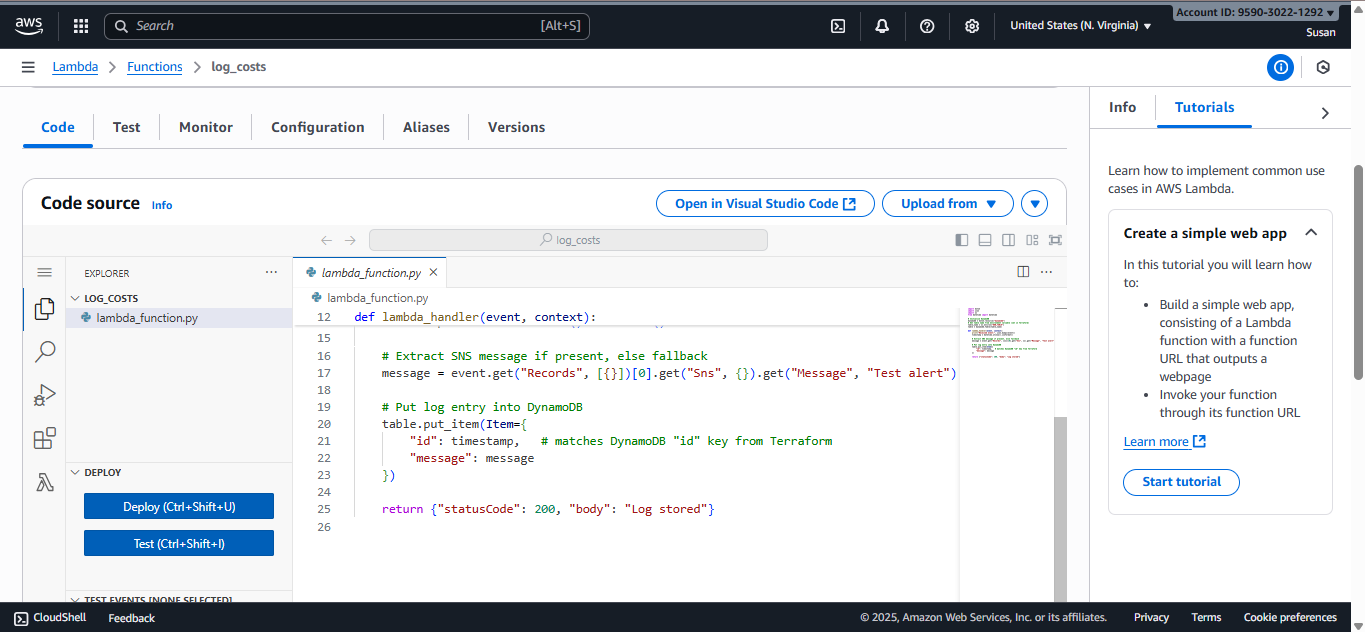 aws
Search [Alt+S]
United States (N. Virginia)
Account ID: 9590-3022-1292
Susan
Lambda > Functions > log_costs
Code Test Monitor Configuration Aliases Versions
Code source Info
Open in Visual Studio Code
Upload from
log_costs
EXPLORER
LOG_COSTS
lambda_function.py
DEPLOY
Deploy (Ctrl+Shift+U)
Test (Ctrl+Shift+I)
TEST EVENTS [NONE SELECTED]
lambda_function.py
lambda_function.py
12 def lambda_handler(event, context):
15
16 # Extract SNS message if present, else fallback
17 message = event.get("Records", [{}])[0].get("Sns", {}).get("Message", "Test alert")
18
19 # Put log entry into DynamoDB
20 table.put_item(Item={
21 "id": timestamp, # matches DynamoDB "id" key from Terraform
22 "message": message
23 })
24
25 return {"statusCode": 200, "body": "Log stored"}
26
Info Tutorials
Learn how to implement common use
cases in AWS Lambda.
Create a simple web app
In this tutorial you will learn how
to:
• Build a simple web app,
consisting of a Lambda
function with a function
URL that outputs a
webpage
• Invoke your function
through its function URL
Learn more
Start tutorial
CloudShell Feedback
© 2025, Amazon Web Services, Inc. or its affiliates. Privacy Terms Cookie preferences